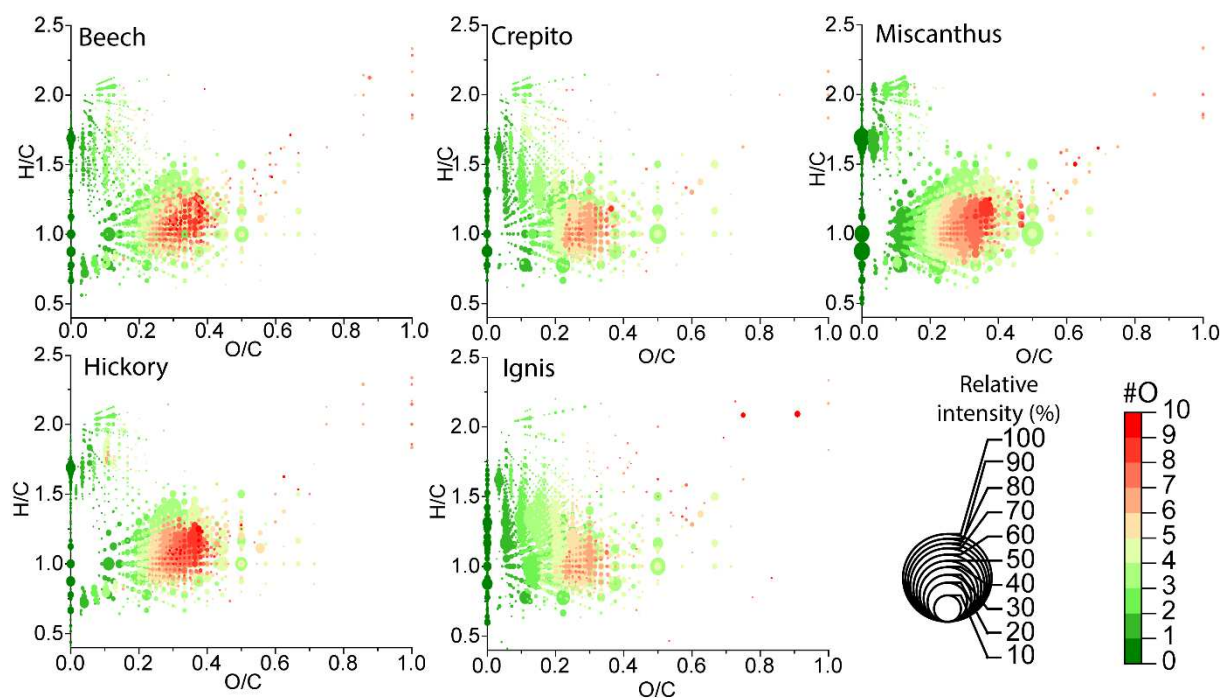 Beech
2.5
2.0
1.5
1.0
0.5
H/C
0.0 0.2 0.4 0.6 0.8 1.0
O/C
Crepito
2.5
2.0
1.5
1.0
0.5
H/C
0.0 0.2 0.4 0.6 0.8 1.0
O/C
Miscanthus
2.5
2.0
1.5
1.0
0.5
H/C
0.0 0.2 0.4 0.6 0.8 1.0
O/C
Hickory
2.5
2.0
1.5
1.0
0.5
H/C
0.0 0.2 0.4 0.6 0.8 1.0
O/C
Ignis
2.5
2.0
1.5
1.0
0.5
H/C
0.0 0.2 0.4 0.6 0.8 1.0
O/C
Relative
intensity (%)
100
90
80
70
60
50
40
30
20
10
#O
10
9
8
7
6
5
4
3
2
1
0